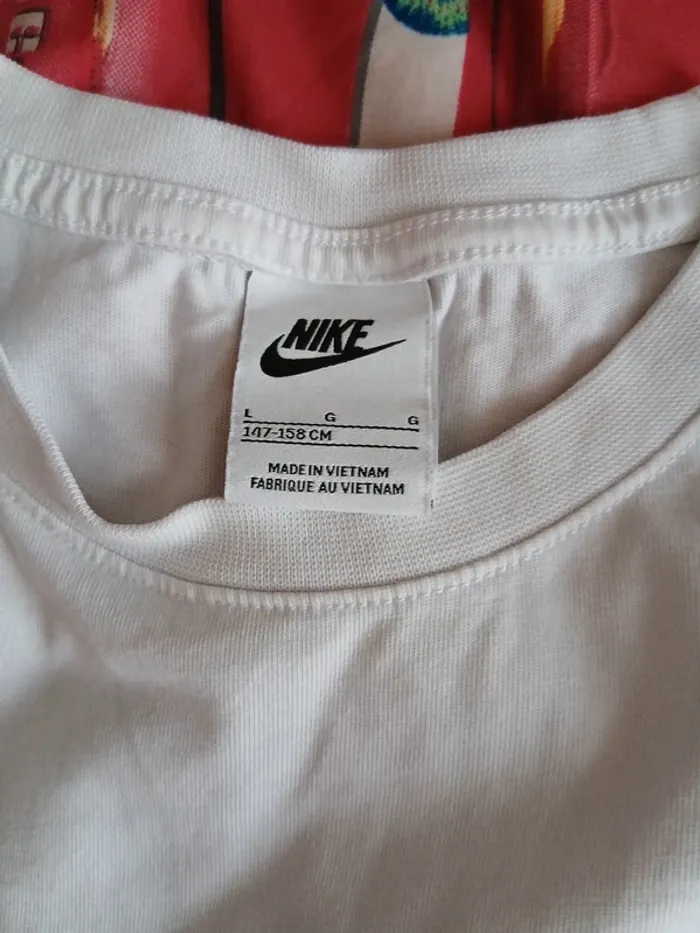 NIKE
L G G
147-158 CM
MADE IN VIETNAM
FABRIQUE AU VIETNAM